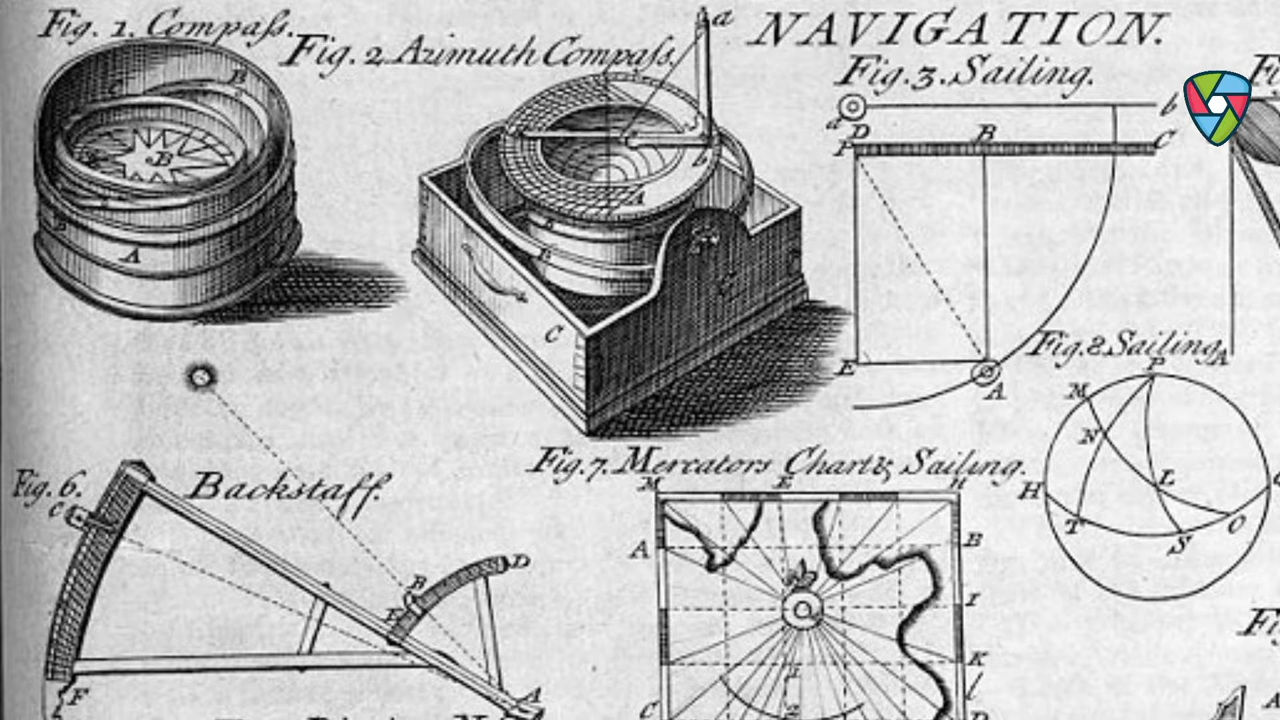 Fig. 1. Compaſs.
Fig. 2. Azimuth Compaſs.
a
NAVIGATION.
Fig. 3. Sailing.
b
a
D
B
C
P
E
A
C
B
B
A
A
C
Fig. 8. Sailing.
A
P
M
N
H
L
T
S
O
Fig. 6.
Backstaff.
C
B
D
E
F
A
Fig. 7. Mercators Chart & Sailing.
M
E
H
A
B
I
K
l
C
D